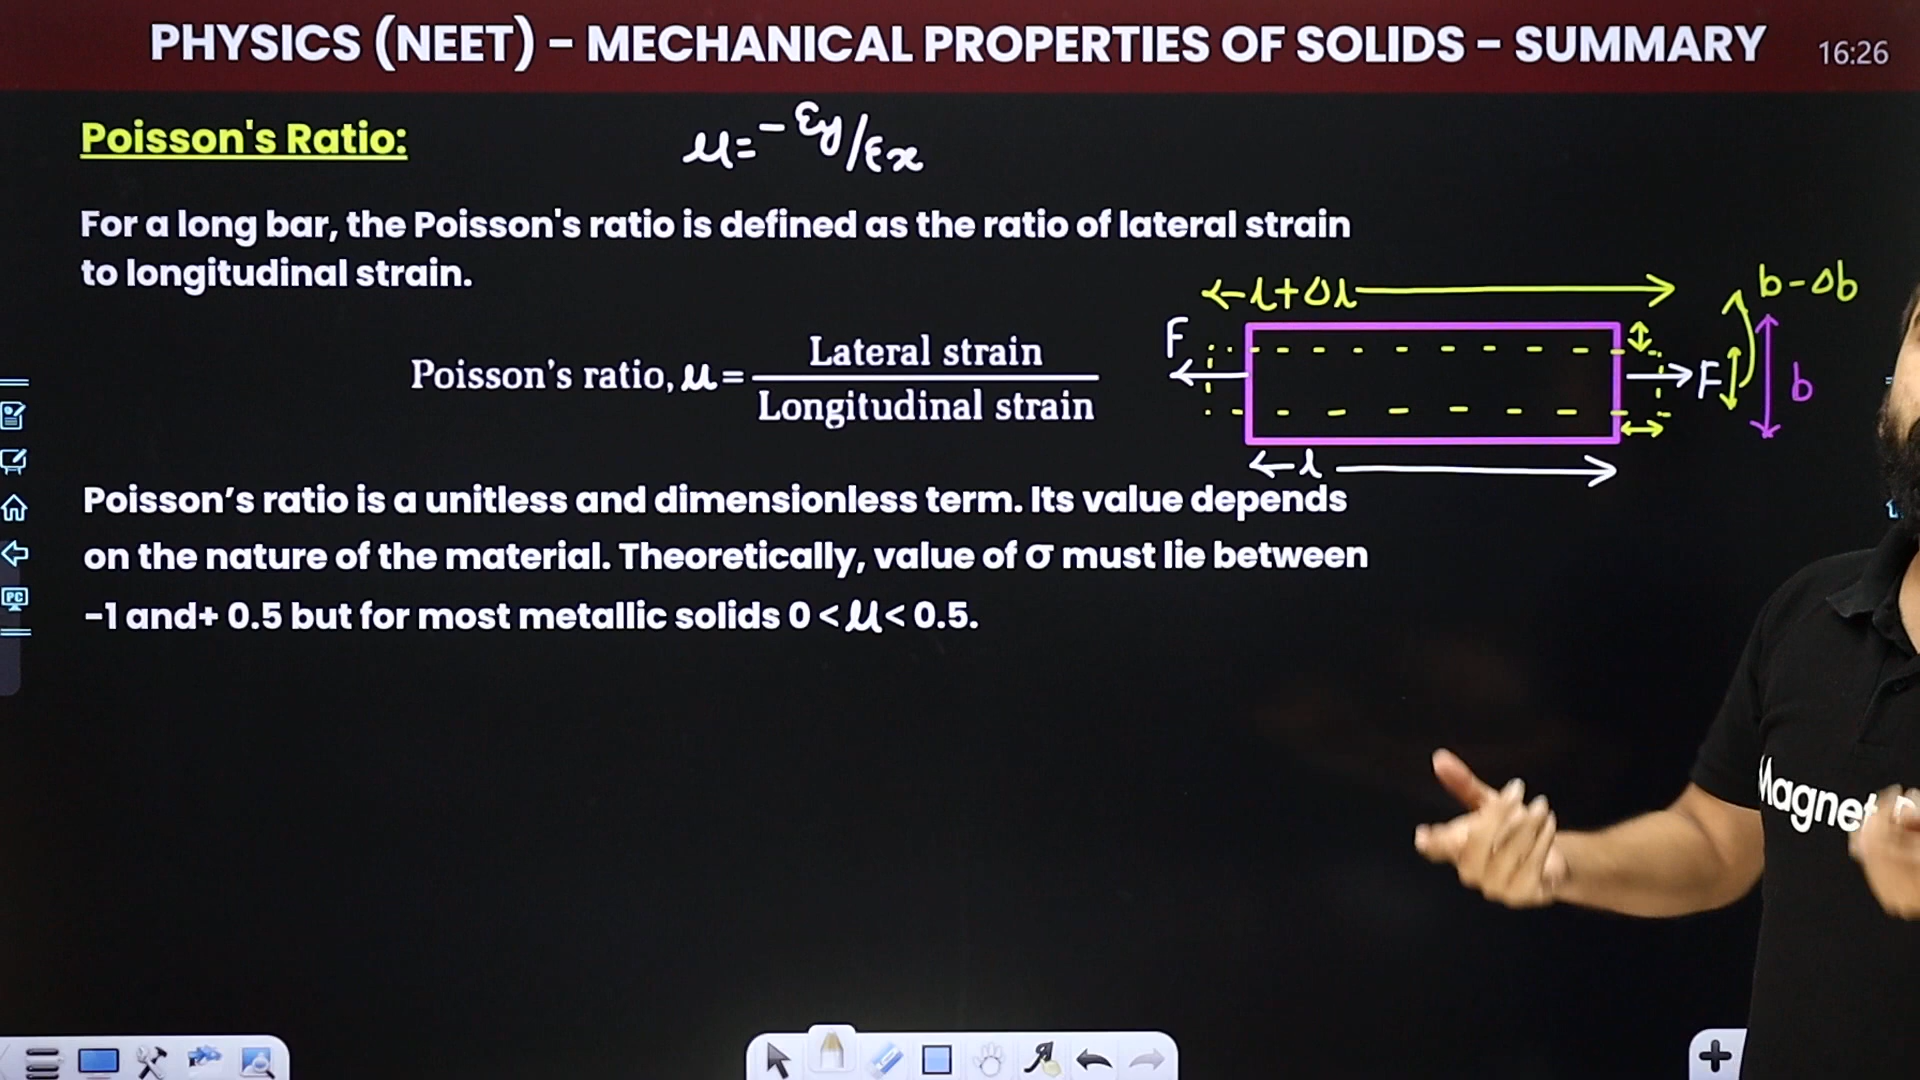 PHYSICS (NEET) – MECHANICAL PROPERTIES OF SOLIDS – SUMMARY 16:26
Poisson's Ratio:
μ = -εy/εx
For a long bar, the Poisson's ratio is defined as the ratio of lateral strain
to longitudinal strain.
Poisson's ratio, μ = Lateral strain
Longitudinal strain
l+Δl
b-Δb
F
F
b
l
Poisson's ratio is a unitless and dimensionless term. Its value depends
on the nature of the material. Theoretically, value of σ must lie between
-1 and+ 0.5 but for most metallic solids 0 < μ < 0.5.
PC
Magnet